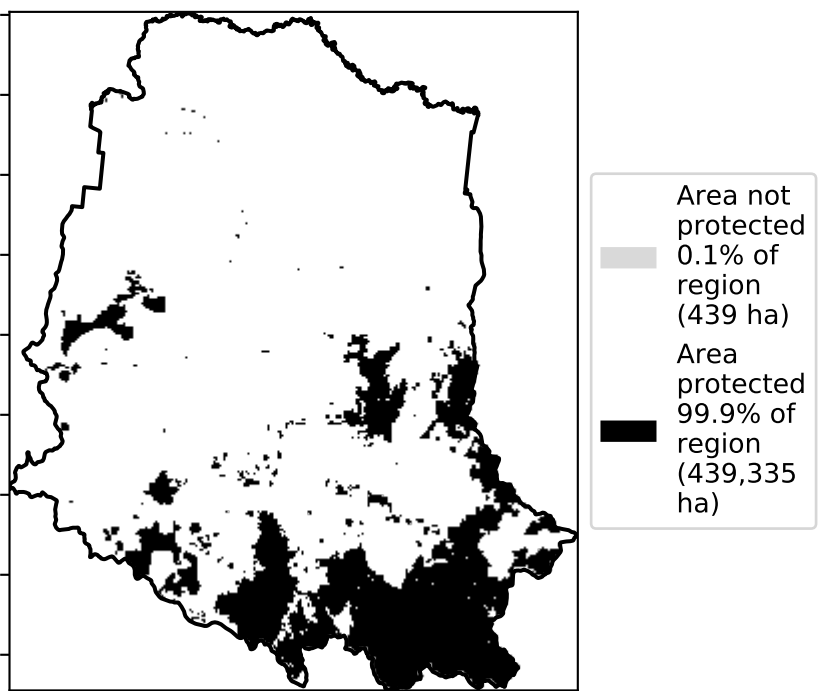 Area not
protected
0.1% of
region
(439 ha)
Area
protected
99.9% of
region
(439,335
ha)